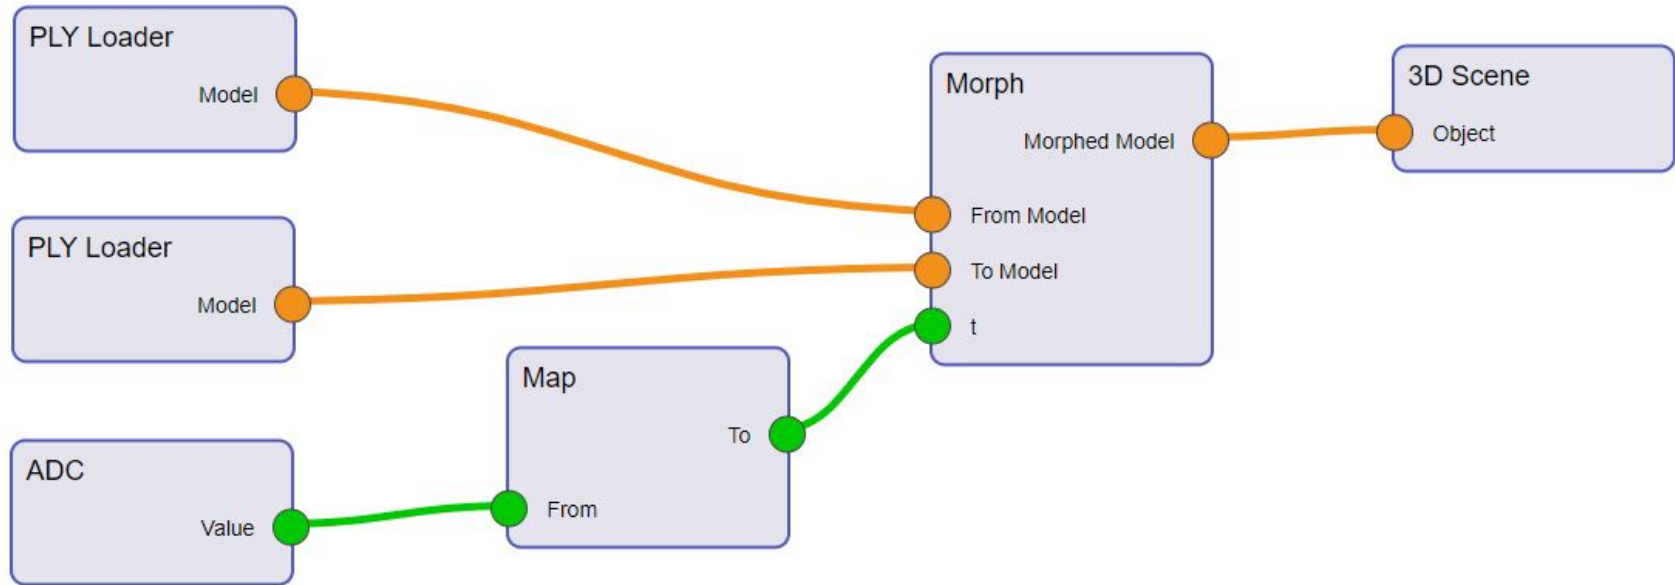 PLY Loader
Model
PLY Loader
Model
ADC
Value
Map
To
From
Morph
Morphed Model
From Model
To Model
t
3D Scene
Object